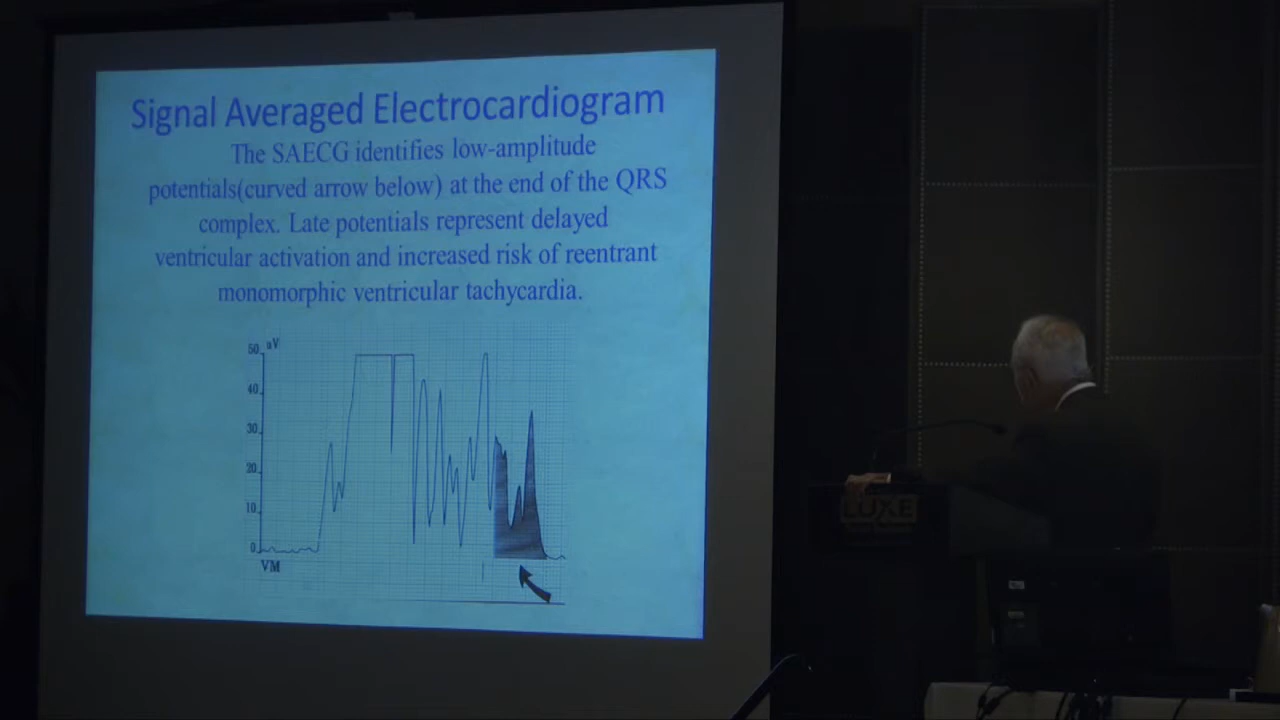 Signal Averaged Electrocardiogram
The SAECG identifies low-amplitude
potentials(curved arrow below) at the end of the QRS
complex. Late potentials represent delayed
ventricular activation and increased risk of reentrant
monomorphic ventricular tachycardia.
50 uV
40
30
20
10
0
VM
LUXE